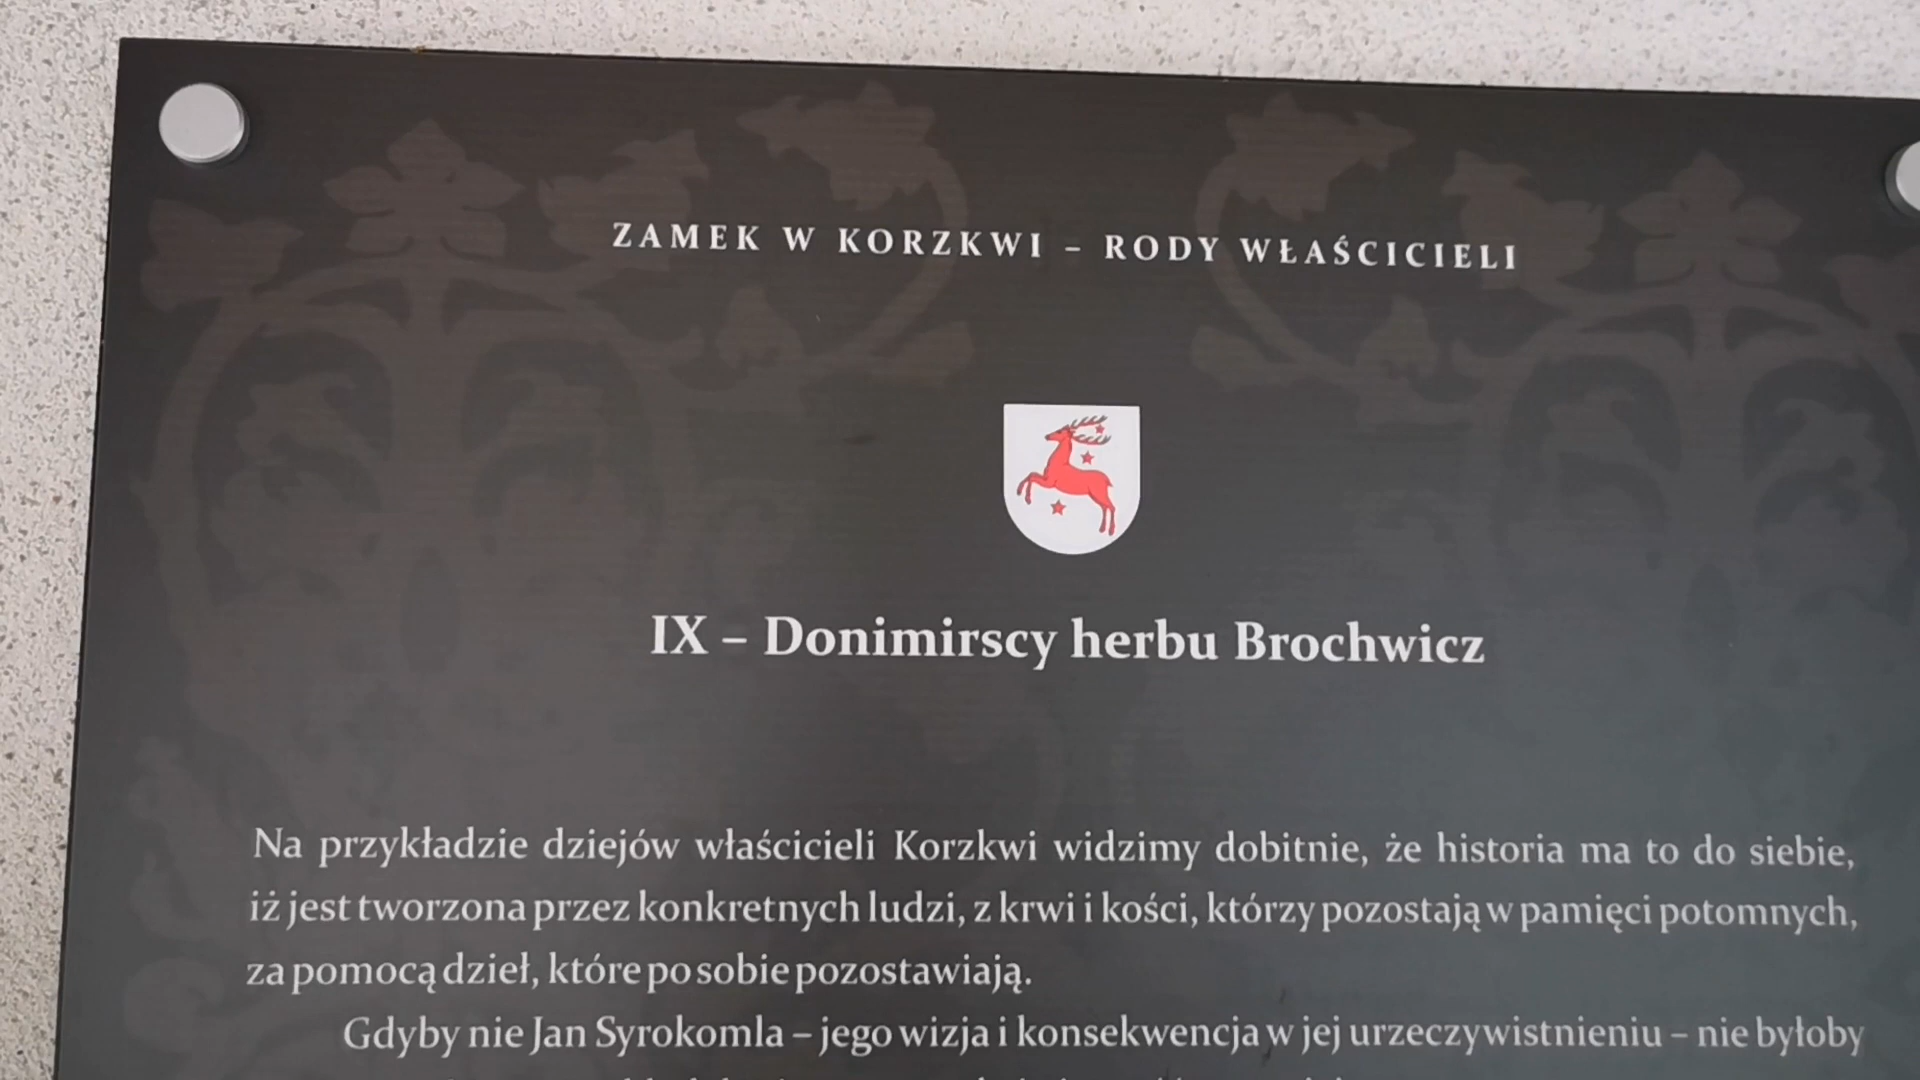 ZAMEK W KORZKWI – RODY WŁAŚCICIELI
IX – Donimirscy herbu Brochwicz
Na przykładzie dziejów właścicieli Korzkwi widzimy dobitnie, że historia ma to do siebie,
iż jest tworzona przez konkretnych ludzi, z krwi i kości, którzy pozostają w pamięci potomnych,
za pomocą dzieł, które po sobie pozostawiają.
Gdyby nie Jan Syrokomla – jego wizja i konsekwencja w jej urzeczywistnieniu – nie byłoby